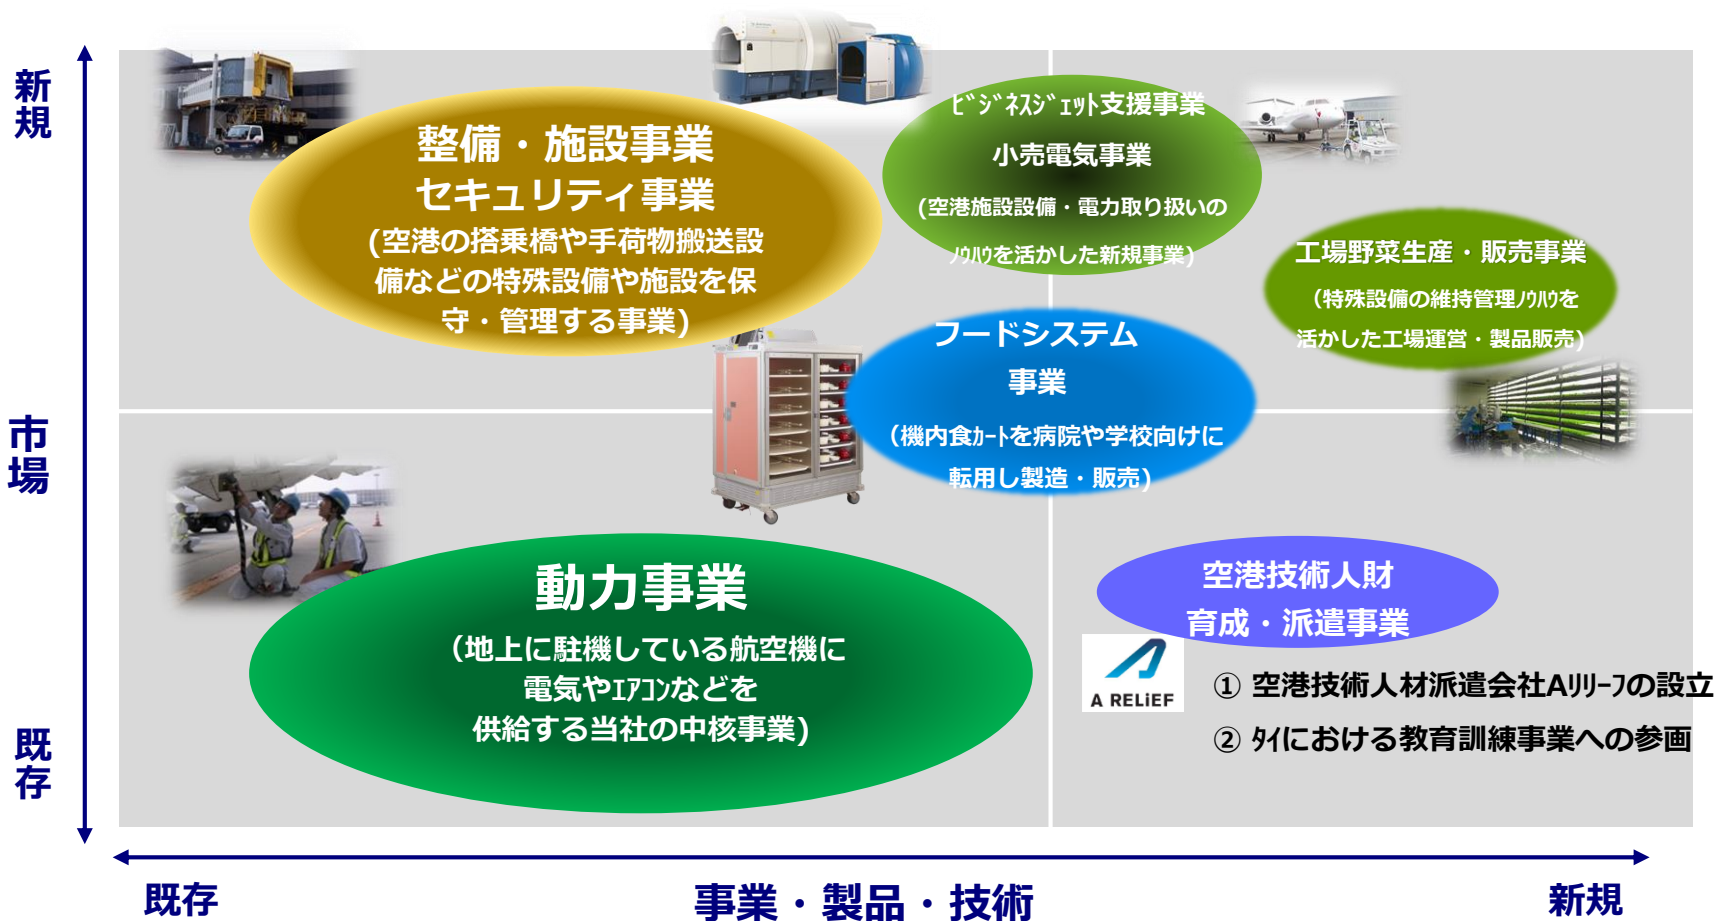 新規
市場
既存
整備・施設事業
セキュリティ事業
(空港の搭乗橋や手荷物搬送設
備などの特殊設備や施設を保
守・管理する事業)
ﾋﾞｼﾞﾈｽｼﾞｪｯﾄ支援事業
小売電気事業
(空港施設設備・電力取り扱いの
ﾉｳﾊｳを活かした新規事業)
工場野菜生産・販売事業
(特殊設備の維持管理ﾉｳﾊｳを
活かした工場運営・製品販売)
フードシステム
事業
(機内食ｶｰﾄを病院や学校向けに
転用し製造・販売)
動力事業
(地上に駐機している航空機に
電気やｴｱｺﾝなどを
供給する当社の中核事業)
空港技術人財
育成・派遣事業
A RELiEF
① 空港技術人材派遣会社Aﾘﾘｰﾌの設立
② ﾀｲにおける教育訓練事業への参画
既存
事業・製品・技術
新規